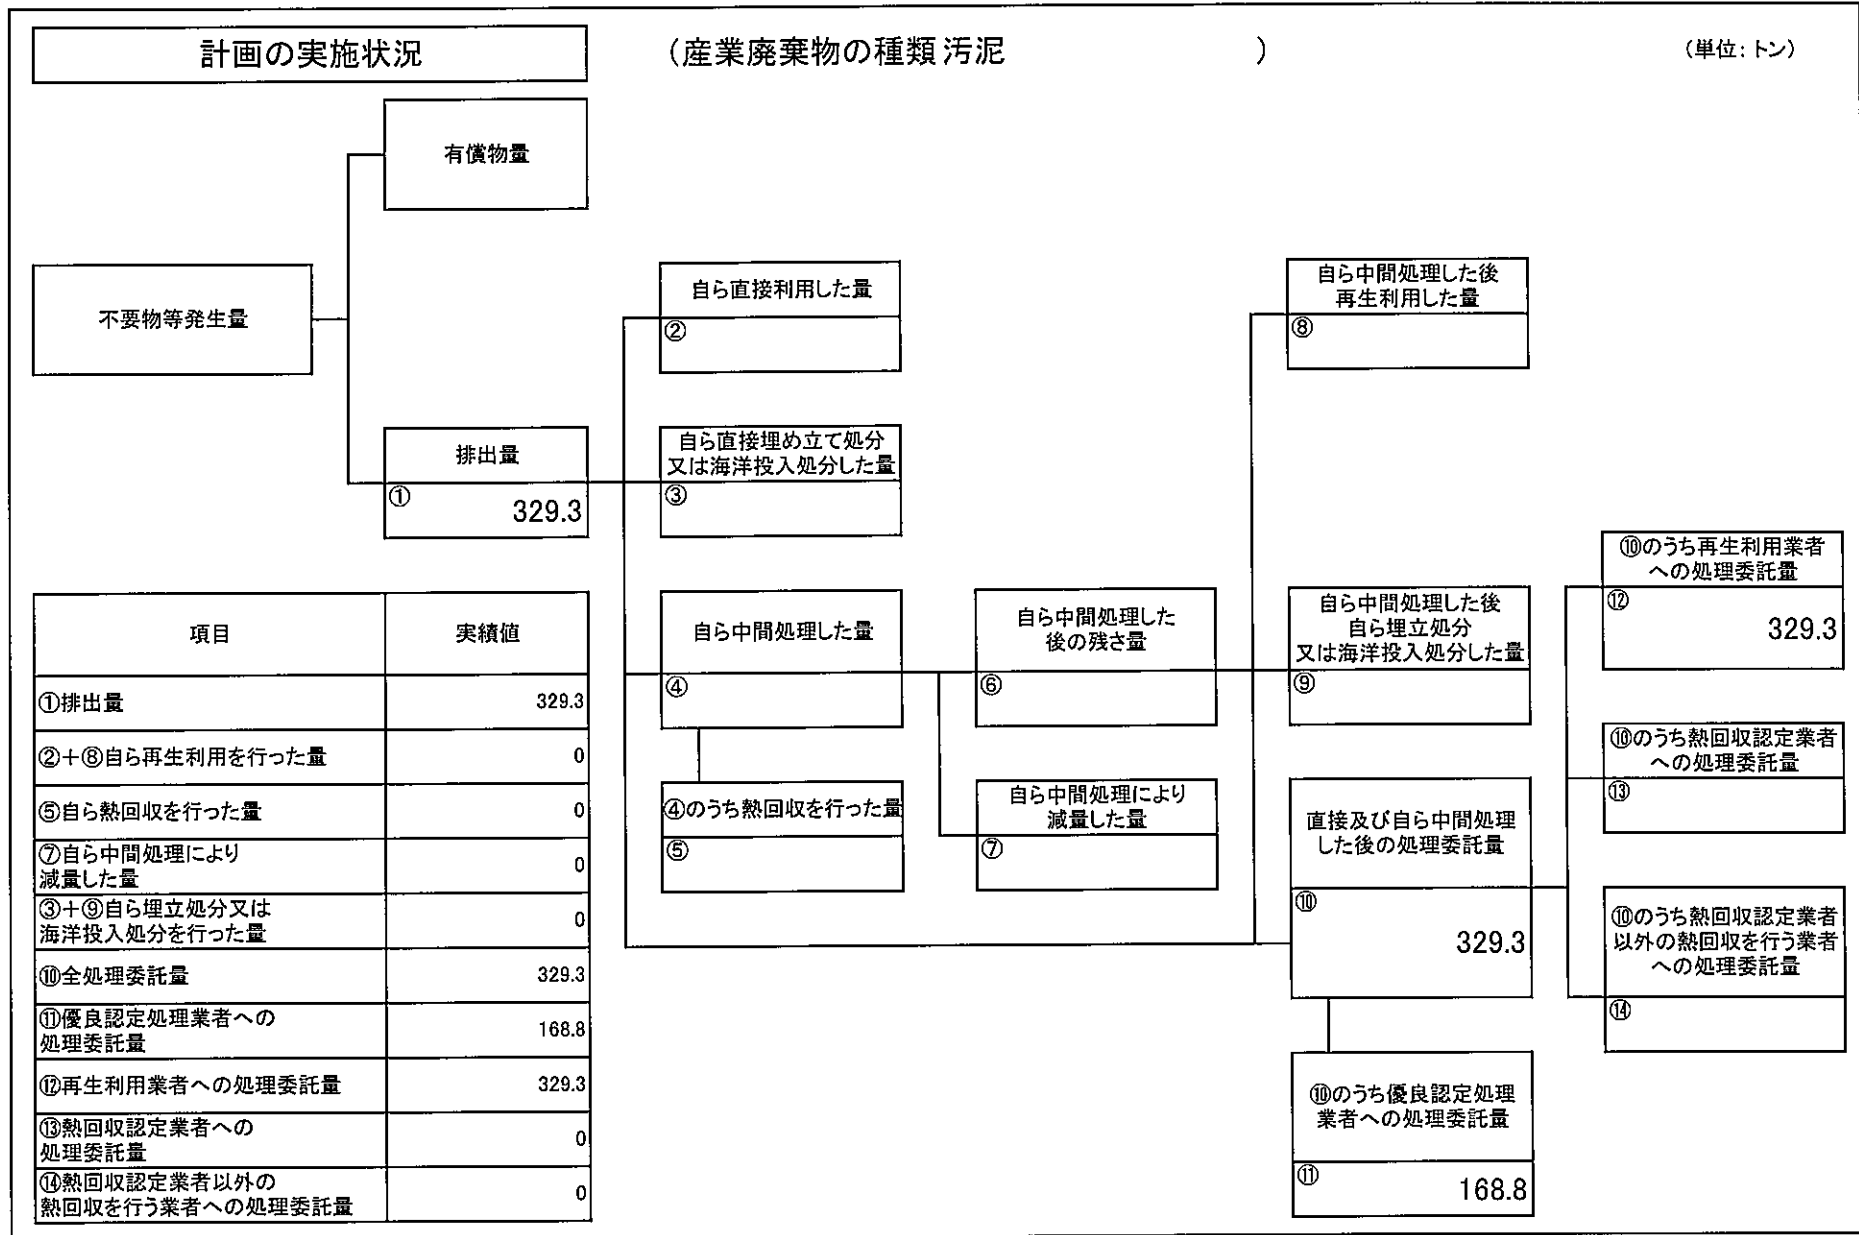 計画の実施状況
（産業廃棄物の種類 汚泥　　　　　　　　）
（単位：トン）
有償物量
不要物等発生量
自ら直接利用した量
②
自ら中間処理した後
再生利用した量
⑧
排出量
①
329.3
自ら直接埋め立て処分
又は海洋投入処分した量
③
⑩のうち再生利用業者
への処理委託量
⑫
329.3
自ら中間処理した量
④
自ら中間処理した
後の残さ量
⑥
自ら中間処理した後
自ら埋立処分
又は海洋投入処分した量
⑨
⑩のうち熱回収認定業者
への処理委託量
⑬
④のうち熱回収を行った量
⑤
自ら中間処理により
減量した量
⑦
直接及び自ら中間処理
した後の処理委託量
⑩
329.3
⑩のうち熱回収認定業者
以外の熱回収を行う業者
への処理委託量
⑭
⑩のうち優良認定処理
業者への処理委託量
⑪
168.8
項目 実績値
①排出量 329.3
②＋⑧自ら再生利用を行った量 0
⑤自ら熱回収を行った量 0
⑦自ら中間処理により
減量した量 0
③＋⑨自ら埋立処分又は
海洋投入処分を行った量 0
⑩全処理委託量 329.3
⑪優良認定処理業者への
処理委託量 168.8
⑫再生利用業者への処理委託量 329.3
⑬熱回収認定業者への
処理委託量 0
⑭熱回収認定業者以外の
熱回収を行う業者への処理委託量 0